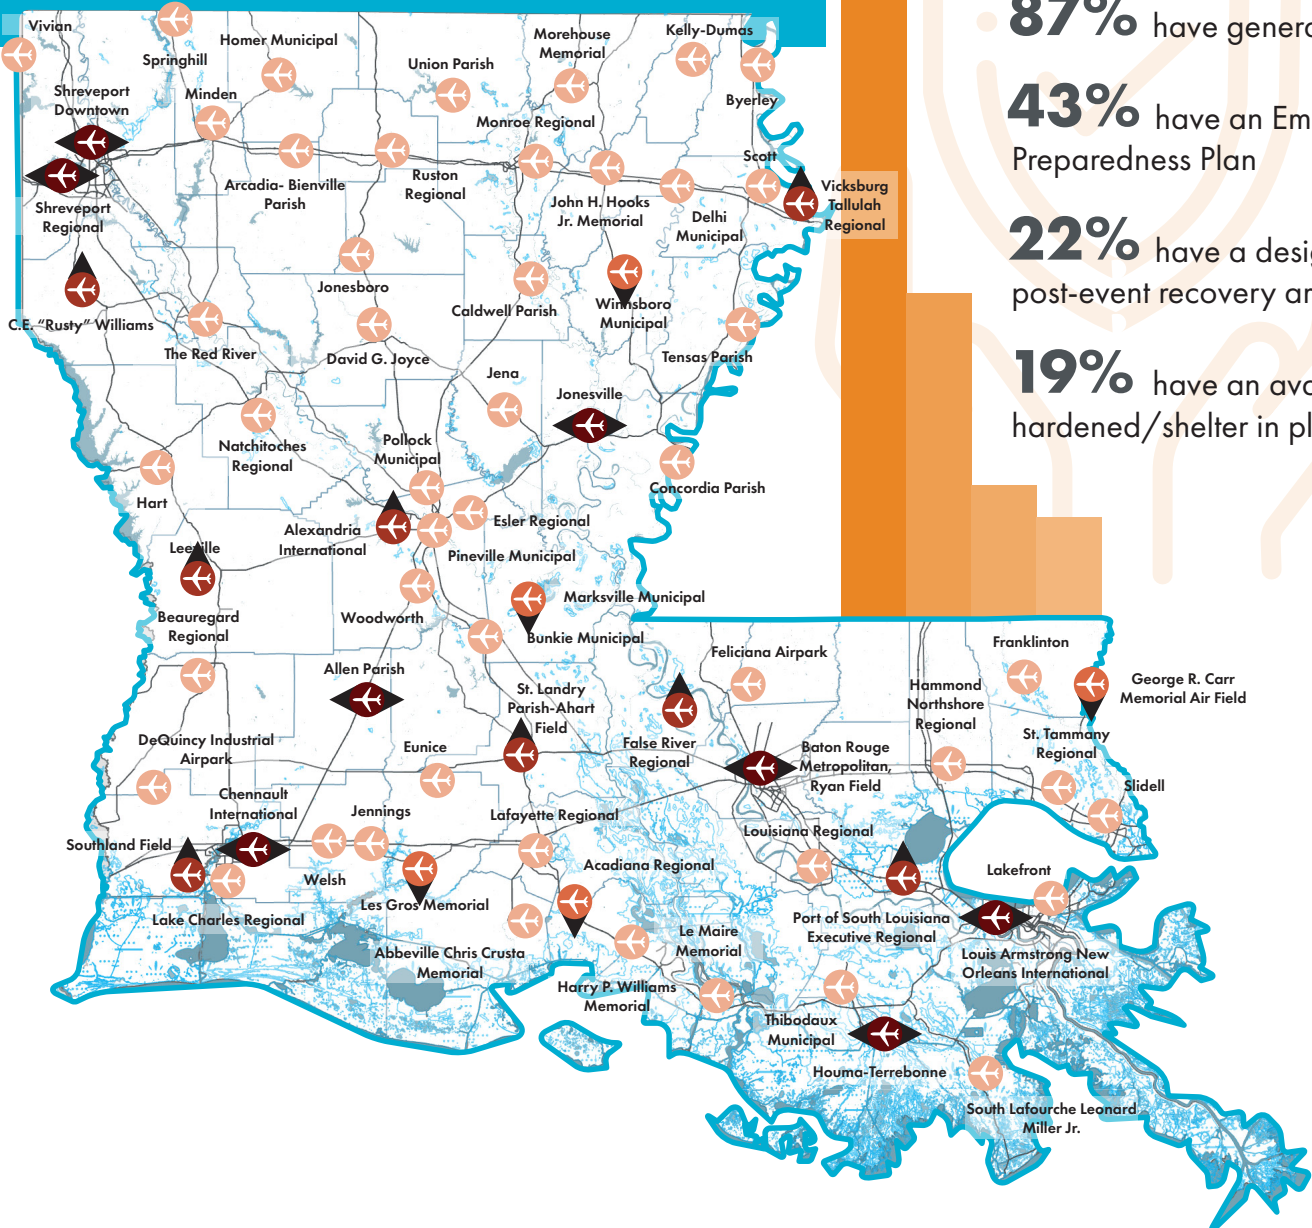 Vivian
Springhill
Homer Municipal
Union Parish
Morehouse
Memorial
Kelly-Dumas
Shreveport
Downtown
Minden
Monroe Regional
Byerley
Scott
Arcadia- Bienville
Parish
Ruston
Regional
John H. Hooks
Jr. Memorial
Delhi
Municipal
Vicksburg
Tallulah
Regional
Shreveport
Regional
Jonesboro
Caldwell Parish
Winnsboro
Municipal
C.E. “Rusty” Williams
The Red River
David G. Joyce
Tensas Parish
Jena
Jonesville
Natchitoches
Regional
Pollock
Municipal
Concordia Parish
Hart
Alexandria
International
Esler Regional
Leeville
Pineville Municipal
Beauregard
Regional
Woodworth
Marksville Municipal
Bunkie Municipal
Allen Parish
St. Landry
Parish-Ahart
Field
Feliciana Airpark
Franklinton
Hammond
Northshore
Regional
George R. Carr
Memorial Air Field
DeQuincy Industrial
Airpark
Eunice
False River
Regional
Baton Rouge
Metropolitan,
Ryan Field
St. Tammany
Regional
Slidell
Chennault
International
Jennings
Lafayette Regional
Louisiana Regional
Southland Field
Welsh
Acadiana Regional
Lakefront
Lake Charles Regional
Les Gros Memorial
Port of South Louisiana
Executive Regional
Abbeville Chris Crusta
Memorial
Le Maire
Memorial
Louis Armstrong New
Orleans International
Harry P. Williams
Memorial
Thibodaux
Municipal
Houma-Terrebonne
South Lafourche Leonard
Miller Jr.
87% have genera
43% have an Em
Preparedness Plan
22% have a desig
post-event recovery ar
19% have an ava
hardened/shelter in pl